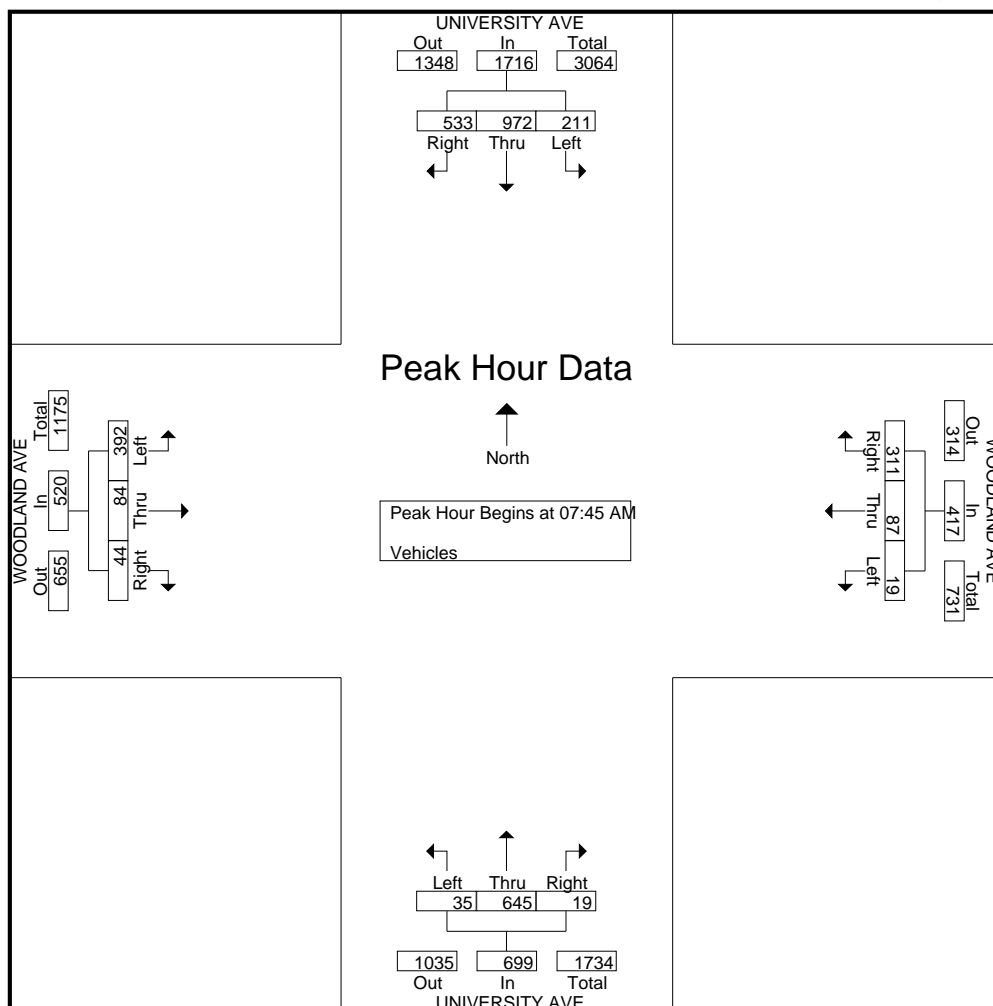 UNIVERSITY AVE
Out In Total
1348 1716 3064
533 972 211
Right Thru Left
Peak Hour Data
North
Peak Hour Begins at 07:45 AM
Vehicles
WOODLAND AVE
Total In Out
1175 520 655
392 84 44
Left Thru Right
WOODLAND AVE
Out In Total
314 417 731
311 87 19
Right Thru Left
Left Thru Right
35 645 19
1035 699 1734
Out In Total
UNIVERSITY AVE